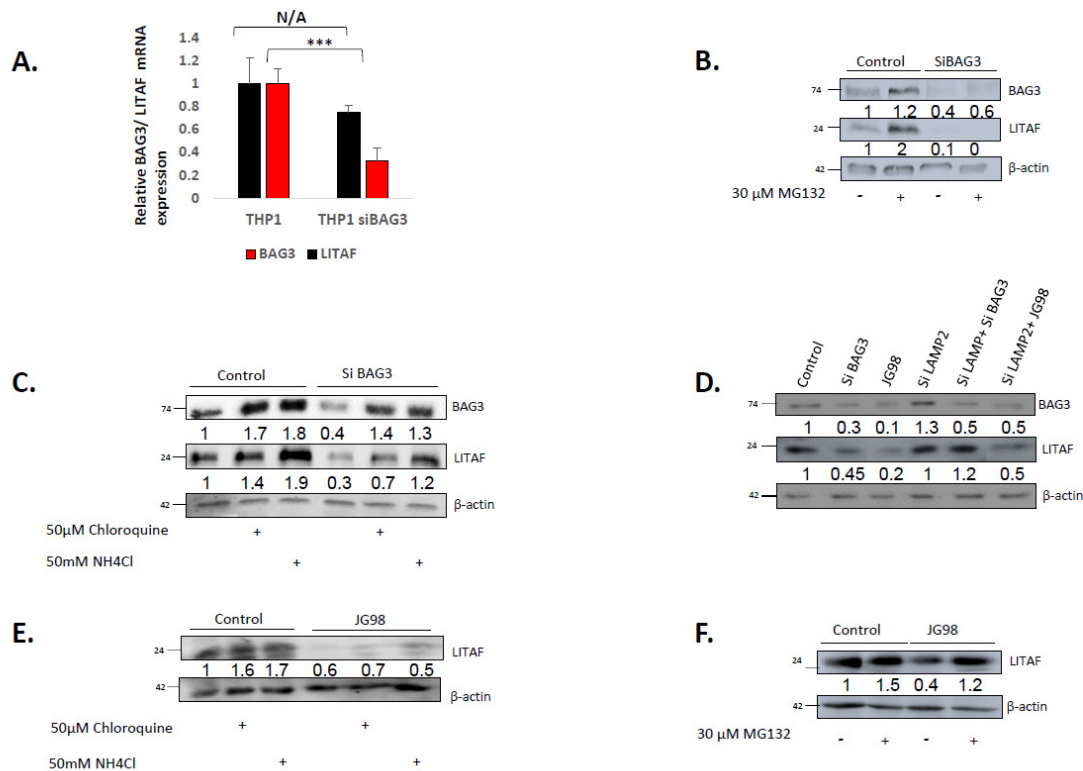 A.
N/A
***
Relative BAG3/ LITAF mRNA
expression
1.4
1.2
1
0.8
0.6
0.4
0.2
0
THP1 THP1 siBAG3
BAG3 LITAF
B.
Control SiBAG3
74 BAG3
1 1.2 0.4 0.6
24 LITAF
1 2 0.1 0
42 β-actin
30 µM MG132 - + - +
C.
Control Si BAG3
74 BAG3
1 1.7 1.8 0.4 1.4 1.3
24 LITAF
1 1.4 1.9 0.3 0.7 1.2
42 β-actin
50µM Chloroquine + +
50mM NH4Cl + +
D.
Control Si BAG3 JG98 Si LAMP2 Si LAMP+ Si BAG3 Si LAMP2+ JG98
74 BAG3
1 0.3 0.1 1.3 0.5 0.5
24 LITAF
1 0.45 0.2 1 1.2 0.5
42 β-actin
E.
Control JG98
24 LITAF
1 1.6 1.7 0.6 0.7 0.5
42 β-actin
50µM Chloroquine + +
50mM NH4Cl + +
F.
Control JG98
24 LITAF
1 1.5 0.4 1.2
42 β-actin
30 µM MG132 - + - +